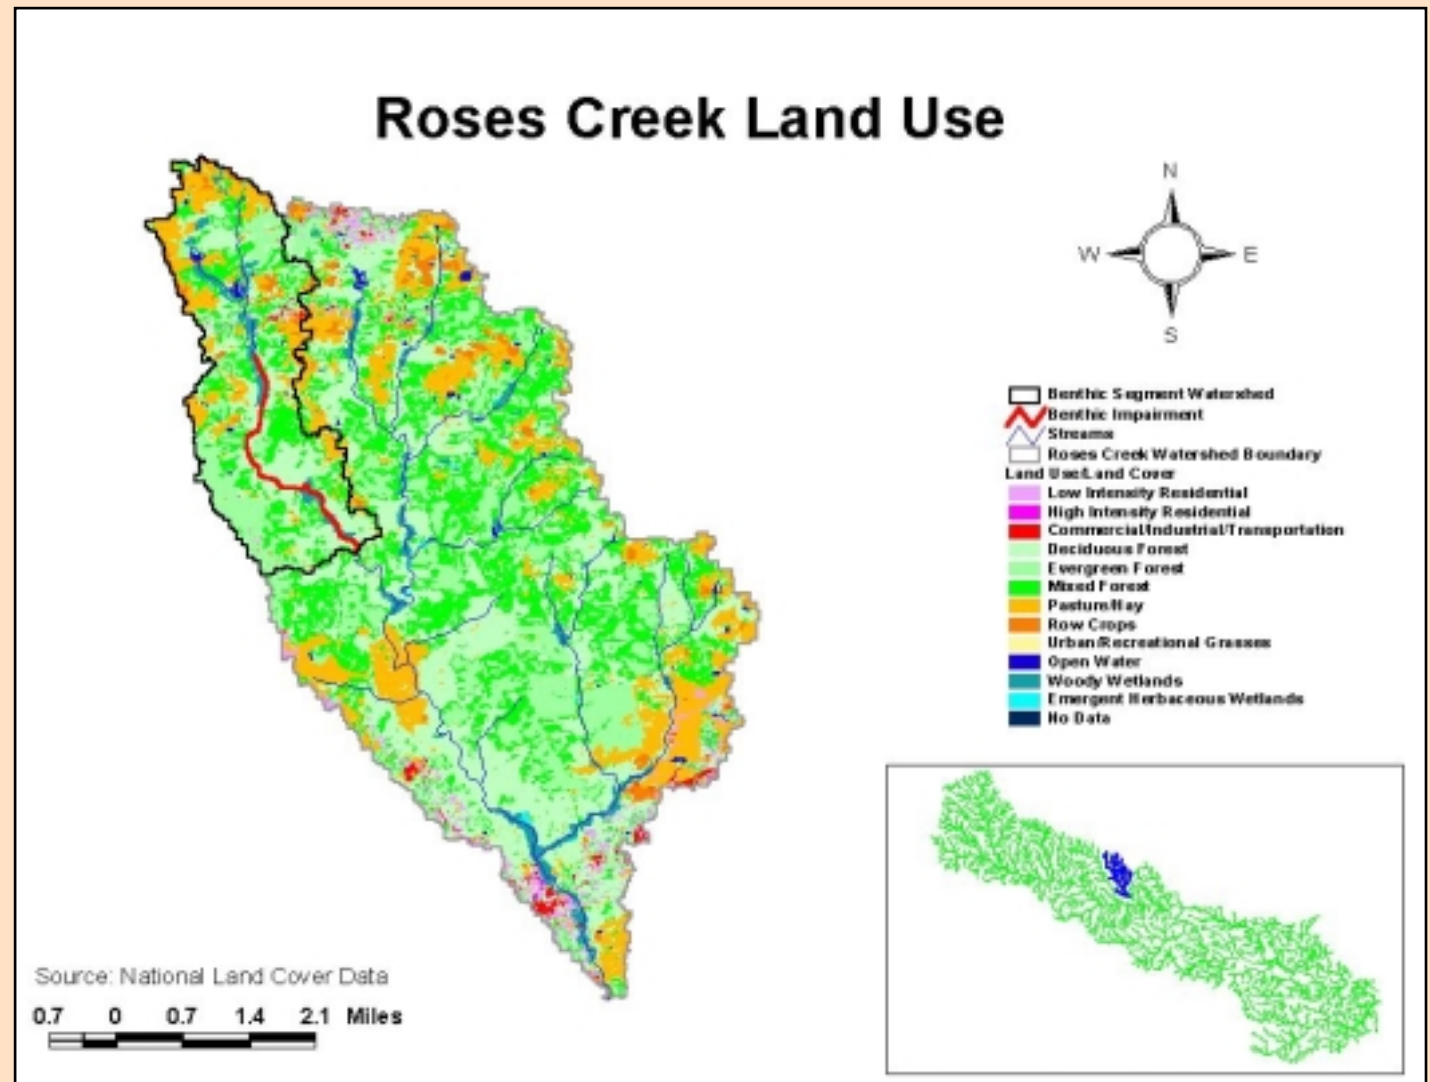 Roses Creek Land Use
N
W
E
S
Benthic Segment Watershed
Benthic Impairment
Streams
Roses Creek Watershed Boundary
Land Use/Land Cover
Low Intensity Residential
High Intensity Residential
Commercial/Industrial/Transportation
Deciduous Forest
Evergreen Forest
Mixed Forest
Pasture/Hay
Row Crops
Urban/Recreational Grasses
Open Water
Woody Wetlands
Emergent Herbaceous Wetlands
No Data
Source: National Land Cover Data
0.7 0 0.7 1.4 2.1 Miles